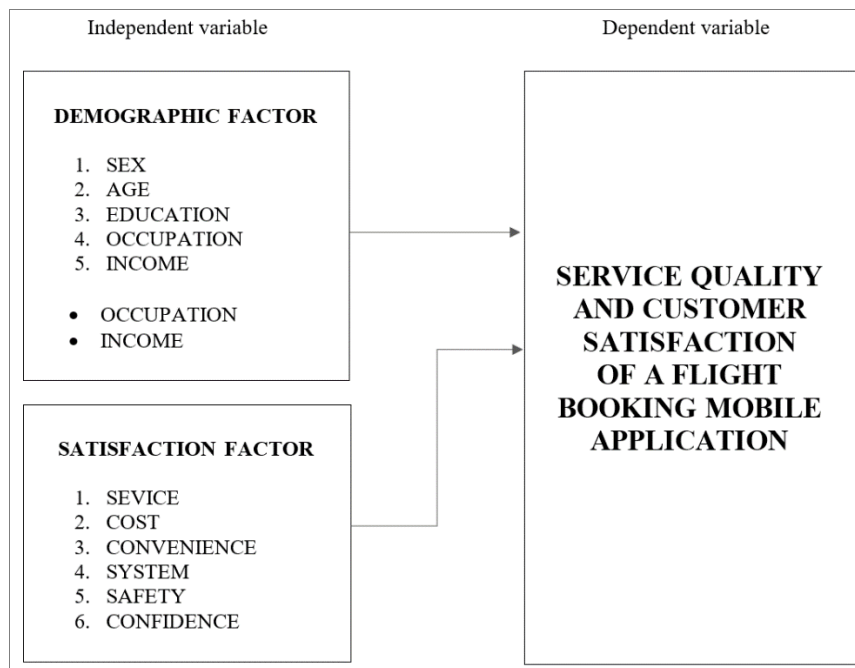 Independent variable
Dependent variable
DEMOGRAPHIC FACTOR
1. SEX
2. AGE
3. EDUCATION
4. OCCUPATION
5. INCOME
• OCCUPATION
• INCOME
SATISFACTION FACTOR
1. SEVICE
2. COST
3. CONVENIENCE
4. SYSTEM
5. SAFETY
6. CONFIDENCE
SERVICE QUALITY
AND CUSTOMER
SATISFACTION
OF A FLIGHT
BOOKING MOBILE
APPLICATION